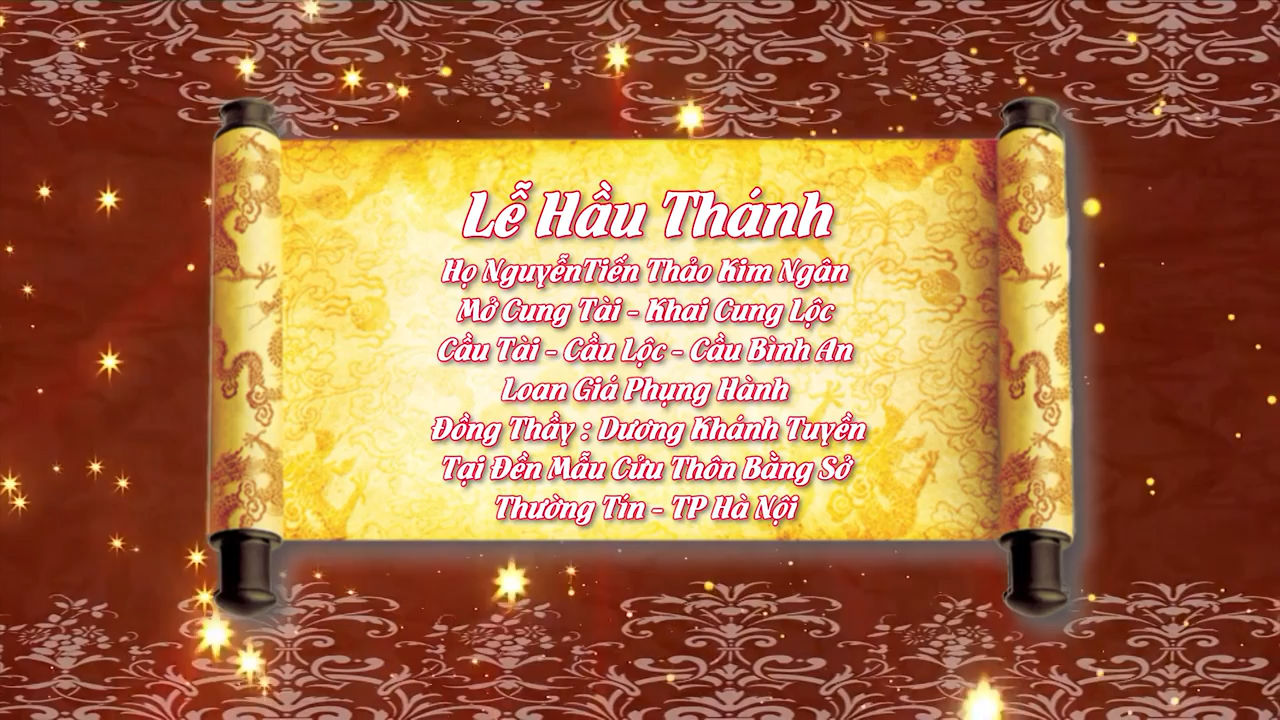 Lễ Hầu Thánh
Họ NguyễnTiến Thảo Kim Ngân
Mở Cung Tài - Khai Cung Lộc
Cầu Tài - Cầu Lộc - Cầu Bình An
Loan Giá Phụng Hành
Đồng Thầy : Dương Khánh Tuyền
Tại Đền Mẫu Cửu Thôn Bằng Sở
Thường Tín - TP Hà Nội